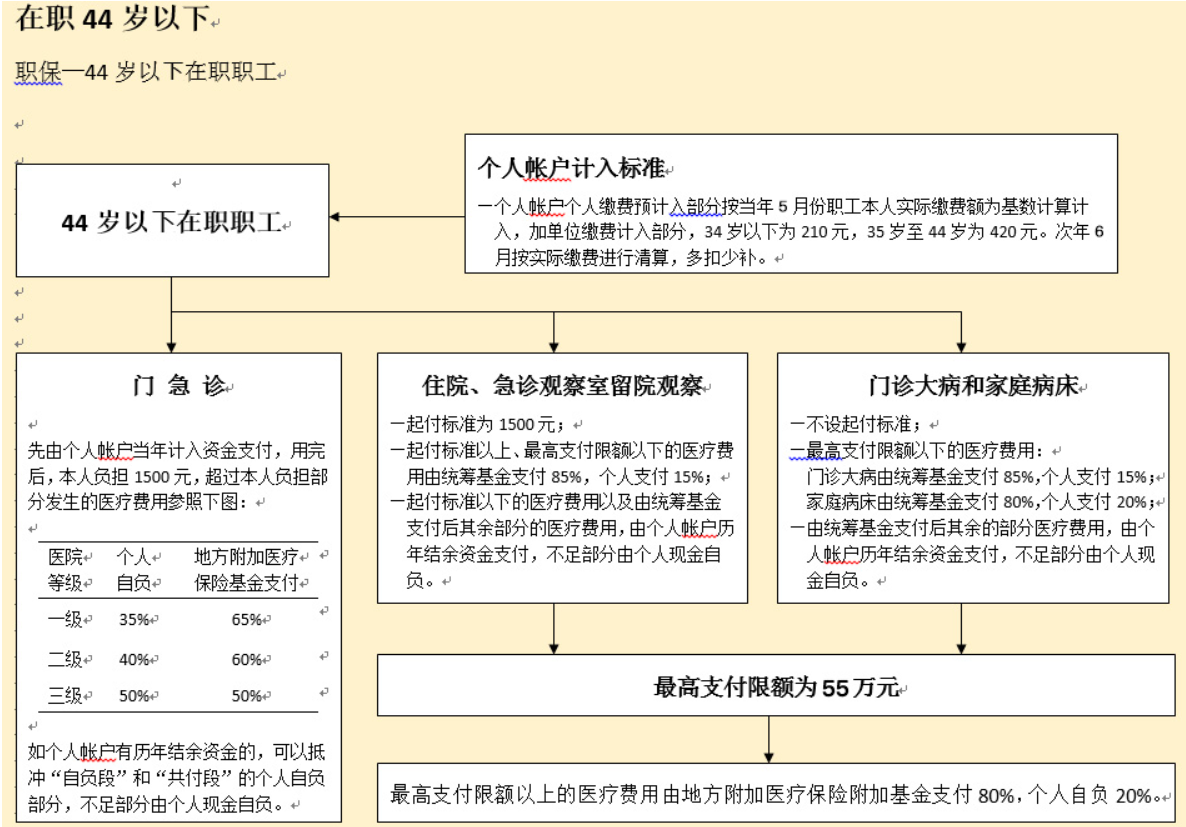 在职 44 岁以下
职保—44 岁以下在职职工
44 岁以下在职职工
个人帐户计入标准
—个人帐户个人缴费预计入部分按当年 5 月份职工本人实际缴费额为基数计算计
入，加单位缴费计入部分，34 岁以下为 210 元，35 岁至 44 岁为 420 元。次年 6
月按实际缴费进行清算，多扣少补。
门 急 诊
先由个人帐户当年计入资金支付，用完
后，本人负担 1500 元，超过本人负担部
分发生的医疗费用参照下图：
医院 个人 地方附加医疗
等级 自负 保险基金支付
一级 35% 65%
二级 40% 60%
三级 50% 50%
如个人帐户有历年结余资金的，可以抵
冲“自负段”和“共付段”的个人自负
部分，不足部分由个人现金自负。
住院、急诊观察室留院观察
—起付标准为 1500 元；
—起付标准以上、最高支付限额以下的医疗费
用由统筹基金支付 85%，个人支付 15%；
—起付标准以下的医疗费用以及由统筹基金
支付后其余部分的医疗费用，由个人帐户历
年结余资金支付，不足部分由个人现金自
负。
门诊大病和家庭病床
—不设起付标准；
—最高支付限额以下的医疗费用：
门诊大病由统筹基金支付 85%，个人支付 15%；
家庭病床由统筹基金支付 80%，个人支付 20%；
—由统筹基金支付后其余的部分医疗费用，由个
人帐户历年结余资金支付，不足部分由个人现
金自负。
最高支付限额为 55 万元
最高支付限额以上的医疗费用由地方附加医疗保险附加基金支付 80%，个人自负 20%。